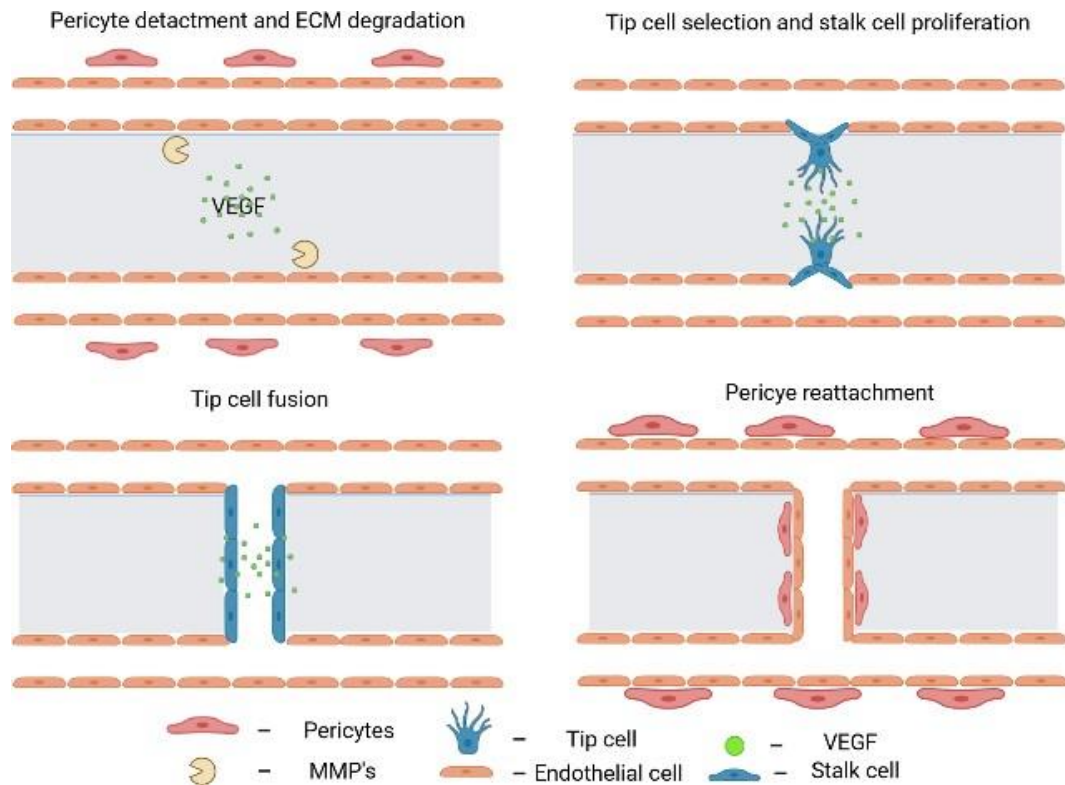 Pericyte detactment and ECM degradation
Tip cell selection and stalk cell proliferation
VEGF
Tip cell fusion
Pericye reattachment
– Pericytes
– Tip cell
– VEGF
– MMP's
– Endothelial cell
– Stalk cell